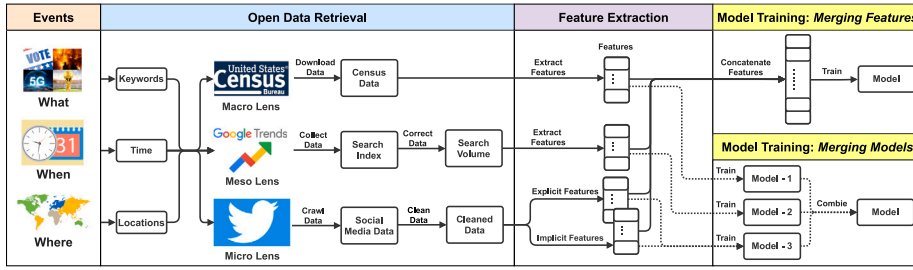 Events
Open Data Retrieval
Feature Extraction
Model Training: Merging Features
VOTE
5G
What
31
When
Where
Keywords
Time
Locations
United States®
Census
Bureau
Macro Lens
Google Trends
Meso Lens
Micro Lens
Download
Data
Census
Data
Collect
Data
Search
Index
Correct
Data
Search
Volume
Crawl
Data
Social
Media Data
Clean
Data
Cleaned
Data
Features
Extract
Features
Extract
Features
Explicit Features
Implicit Features
Concatenate
Features
Train
Model
Model Training: Merging Models
Train
Model - 1
Train
Model - 2
Train
Model - 3
Combie
Model